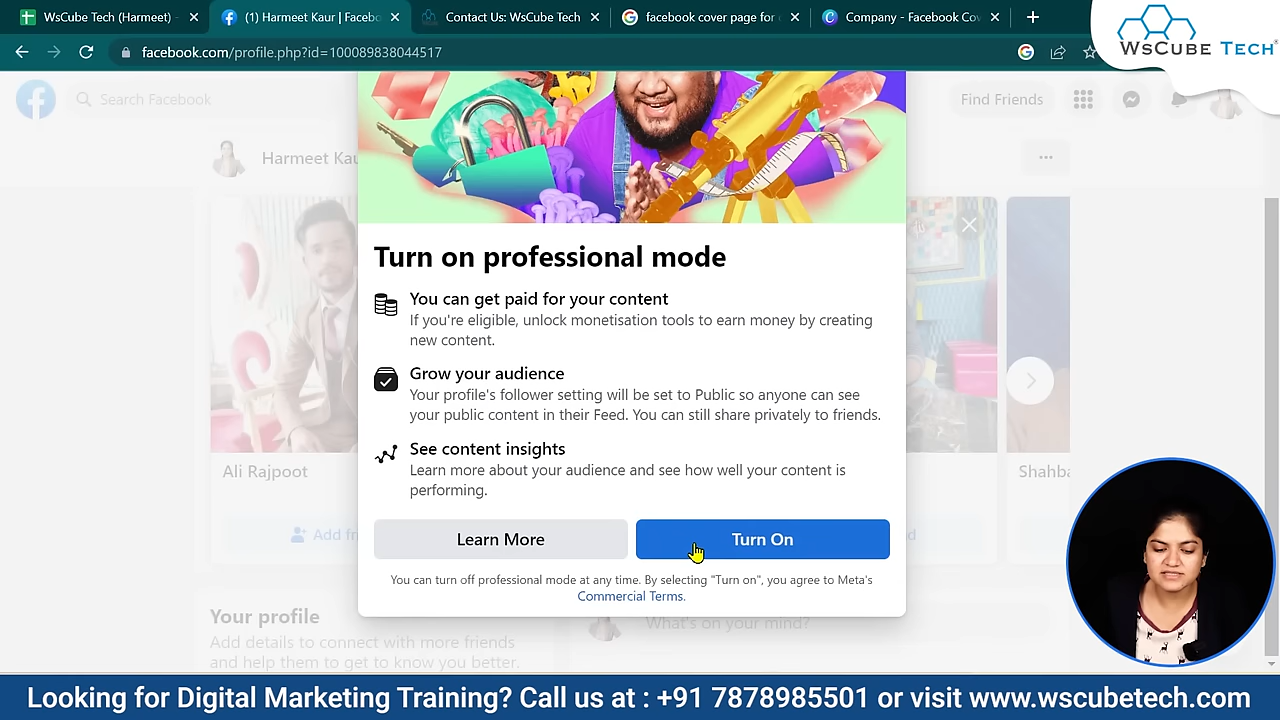 WsCube Tech (Harmeet) -
(1) Harmeet Kaur | Faceb
Contact Us: WsCube Tech
facebook cover page for
Company - Facebook Co
WsCube Tech
facebook.com/profile.php?id=100089838044517
Search Facebook
Find Friends
Harmeet Kau
Turn on professional mode
You can get paid for your content
If you're eligible, unlock monetisation tools to earn money by creating
new content.
Grow your audience
Your profile's follower setting will be set to Public so anyone can see
your public content in their Feed. You can still share privately to friends.
See content insights
Learn more about your audience and see how well your content is
performing.
Ali Rajpoot
Shahba
Add fr
d
Learn More
Turn On
You can turn off professional mode at any time. By selecting "Turn on", you agree to Meta's
Commercial Terms.
Your profile
Add details to connect with more friends
and help them to get to know you better.
What's on your mind?
Looking for Digital Marketing Training? Call us at : +91 7878985501 or visit www.wscubetech.com